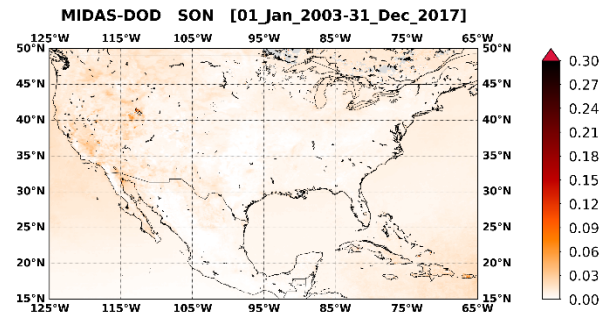 MIDAS-DOD SON [01_Jan_2003-31_Dec_2017]
125°W 115°W 105°W 95°W 85°W 75°W 65°W
50°N 50°N
45°N 45°N
40°N 40°N
35°N 35°N
30°N 30°N
25°N 25°N
20°N 20°N
15°N 15°N
125°W 115°W 105°W 95°W 85°W 75°W 65°W
0.30
0.27
0.24
0.21
0.18
0.15
0.12
0.09
0.06
0.03
0.00